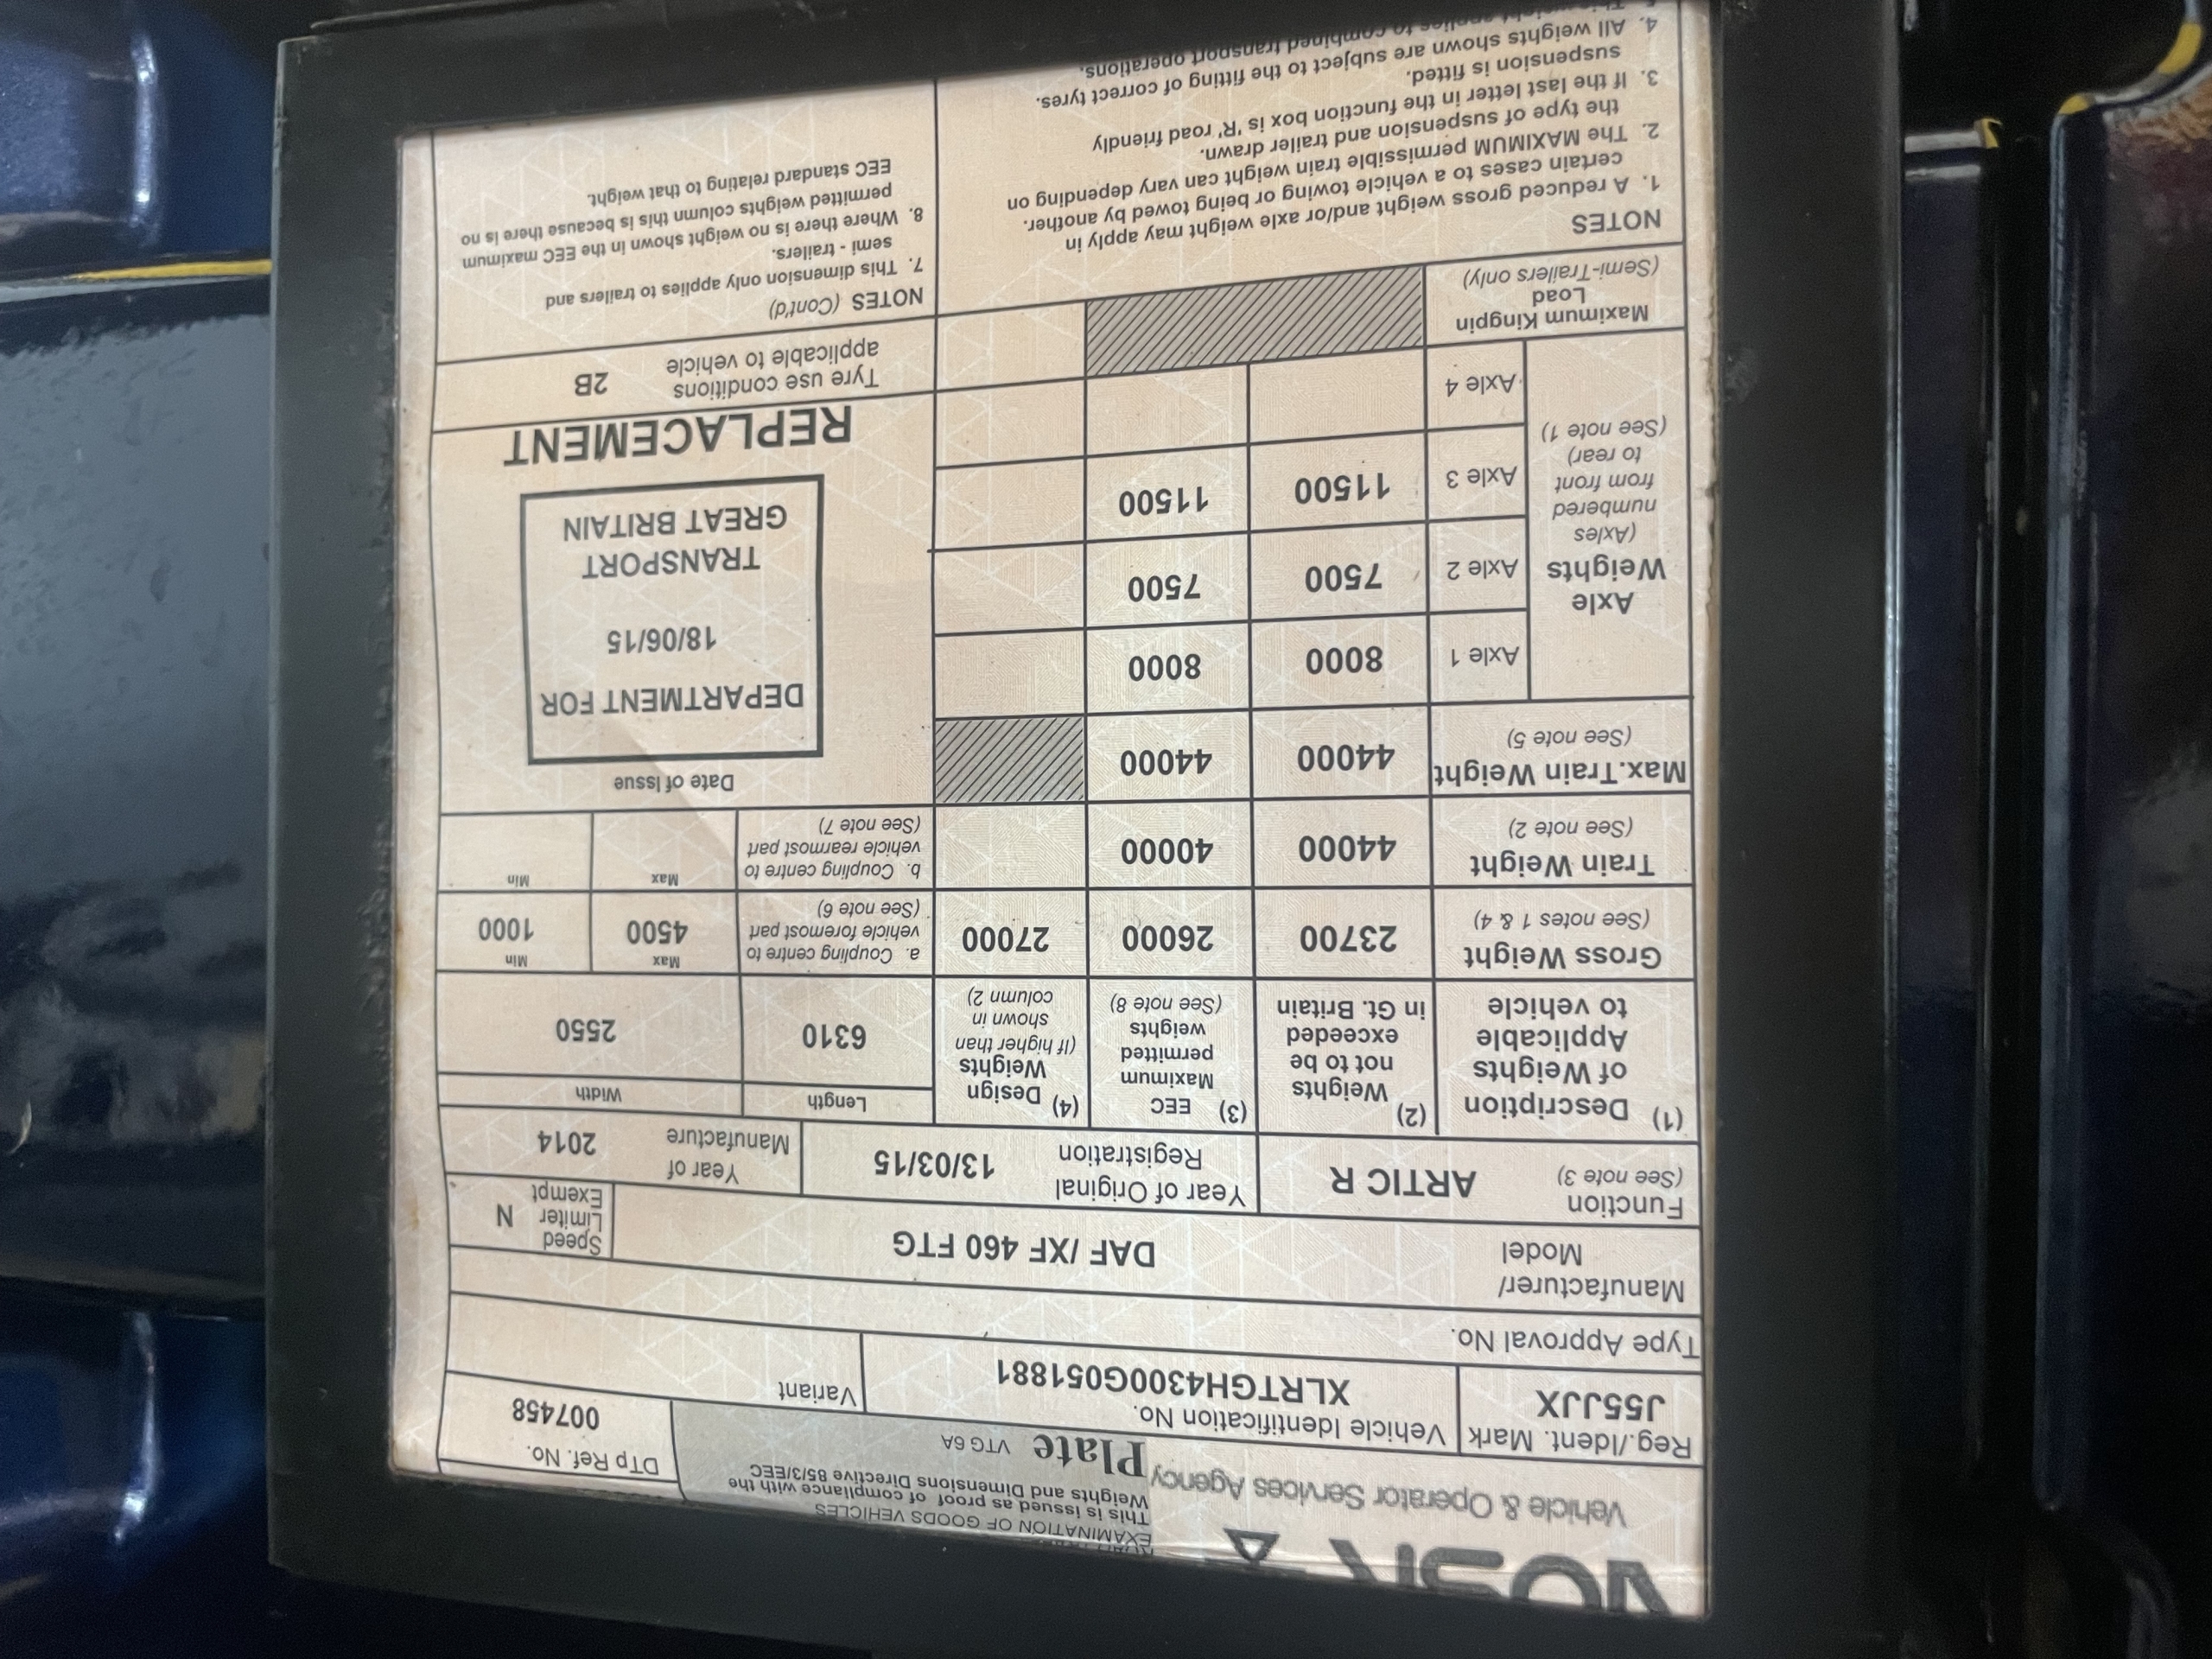 VOSA
Vehicle & Operator Services Agency
EXAMINATION OF GOODS VEHICLES
This is issued as proof of compliance with the
Weights and Dimensions Directive 85/3/EEC
Plate VTG 6A
DTp Ref. No.
007458
Reg./Ident. Mark
J55JJX
Vehicle Identification No.
XLRTGH4300G051881
Variant
Type Approval No.
Manufacturer/
Model
DAF /XF 460 FTG
Speed
Limiter
Exempt
N
Function
(See note 3)
ARTIC R
Year of Original
Registration
13/03/15
Year of
Manufacture
2014
(1) Description
of Weights
Applicable
to vehicle
(2) Weights
not to be
exceeded
in Gt. Britain
(3) EEC
Maximum
permitted
weights
(See note 8)
(4) Design
Weights
(If higher than
shown in
column 2)
Length
6310
Width
2550
Gross Weight
(See notes 1 & 4)
23700
26000
27000
a. Coupling centre to
vehicle foremost part
(See note 6)
Max
4500
Min
1000
Train Weight
(See note 2)
44000
40000
b. Coupling centre to
vehicle rearmost part
(See note 7)
Max
Min
Max.Train Weight
(See note 5)
44000
44000
Date of Issue
DEPARTMENT FOR
18/06/15
TRANSPORT
GREAT BRITAIN
REPLACEMENT
Axle
Weights
(Axles
numbered
from front
to rear)
(See note 1)
Axle 1
8000
8000
Axle 2
7500
7500
Axle 3
11500
11500
Axle 4
Tyre use conditions
applicable to vehicle
2B
Maximum Kingpin
Load
(Semi-Trailers only)
NOTES
1. A reduced gross weight and/or axle weight may apply in
certain cases to a vehicle towing or being towed by another.
2. The MAXIMUM permissible train weight can vary depending on
the type of suspension and trailer drawn.
3. If the last letter in the function box is 'R' road friendly
suspension is fitted.
4. All weights shown are subject to the fitting of correct tyres.
5. This weight applies to combined transport operations.
NOTES (Cont'd)
7. This dimension only applies to trailers and
semi - trailers.
8. Where there is no weight shown in the EEC maximum
permitted weights column this is because there is no
EEC standard relating to that weight.